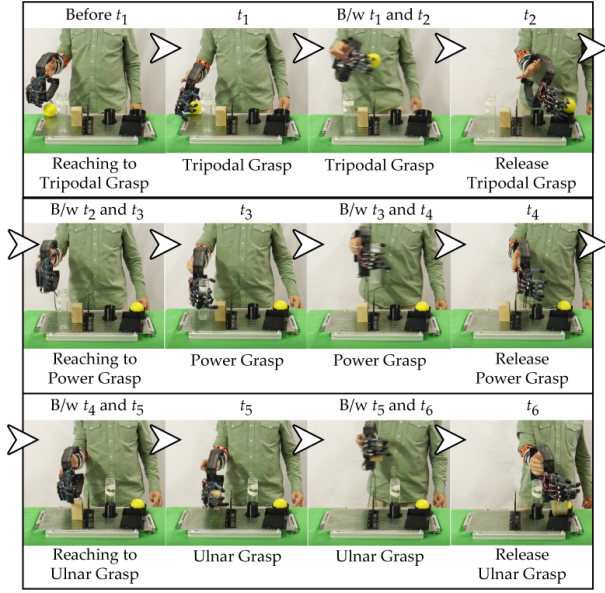 Before t1
t1
B/w t1 and t2
t2
Reaching to
Tripodal Grasp
Tripodal Grasp
Tripodal Grasp
Release
Tripodal Grasp
B/w t2 and t3
t3
B/w t3 and t4
t4
Reaching to
Power Grasp
Power Grasp
Power Grasp
Release
Power Grasp
B/w t4 and t5
t5
B/w t5 and t6
t6
Reaching to
Ulnar Grasp
Ulnar Grasp
Ulnar Grasp
Release
Ulnar Grasp